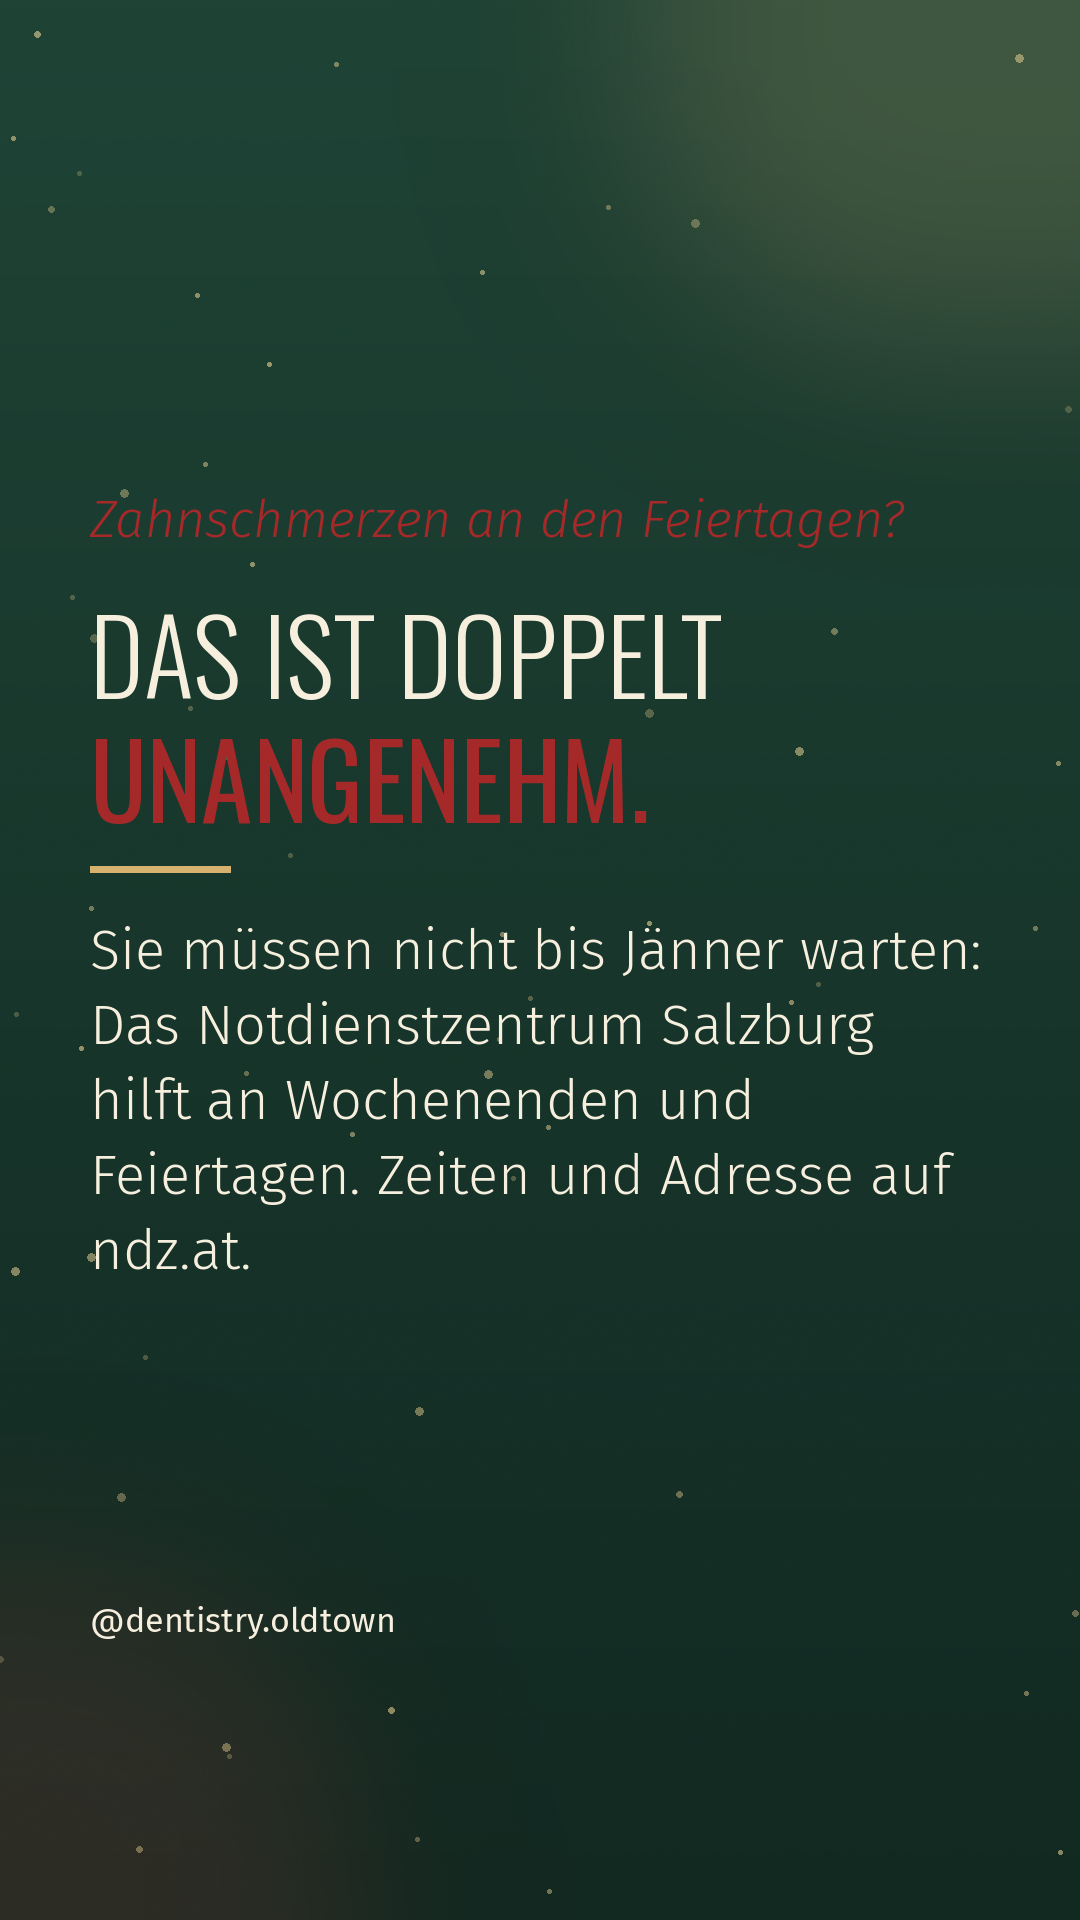 Zahnschmerzen an den Feiertagen?
DAS IST DOPPELT
UNANGENEHM.
Sie müssen nicht bis Jänner warten:
Das Notdienstzentrum Salzburg
hilft an Wochenenden und
Feiertagen. Zeiten und Adresse auf
ndz.at.
@dentistry.oldtown